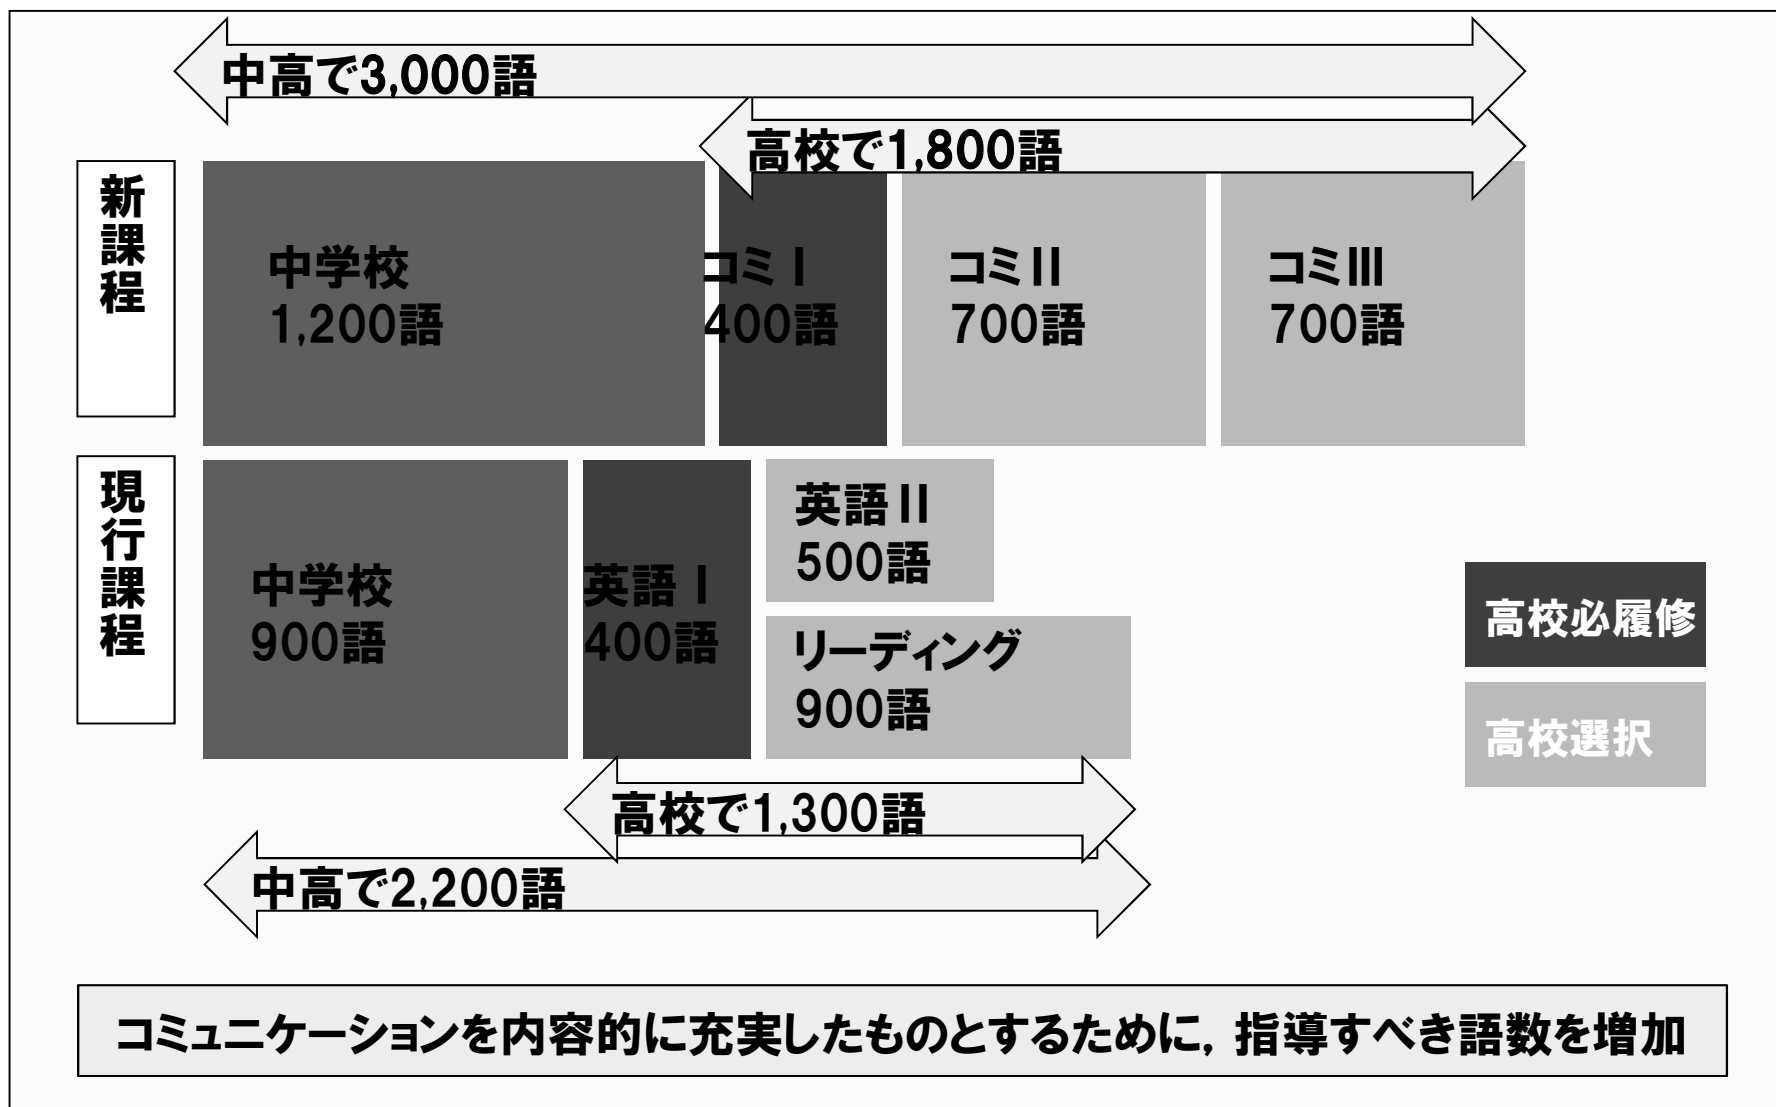 中高で3,000語
高校で1,800語
新課程
中学校
1,200語
コミⅠ
400語
コミⅡ
700語
コミⅢ
700語
現行課程
中学校
900語
英語Ⅰ
400語
英語Ⅱ
500語
リーディング
900語
高校必履修
高校選択
高校で1,300語
中高で2,200語
コミュニケーションを内容的に充実したものとするために，指導すべき語数を増加